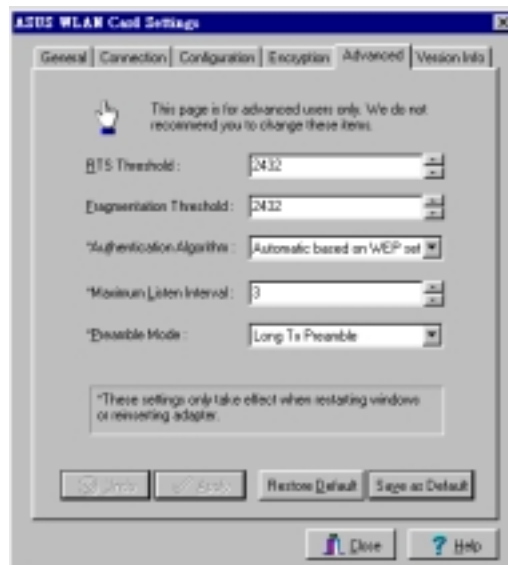 ASUS WLAN Card Settings
General Connection Configuration Encryption Advanced Version Info
This page is for advanced users only. We do not
recommend you to change these items.
RTS Threshold : 2432
Fragmentation Threshold : 2432
*Authentication Algorithm : Automatic based on WEP set
*Maximum Listen Interval : 3
*Preamble Mode : Long Tx Preamble
*These settings only take effect when restarting windows
or reinserting adapter.
Undo Apply Restore Default Save as Default
Close Help